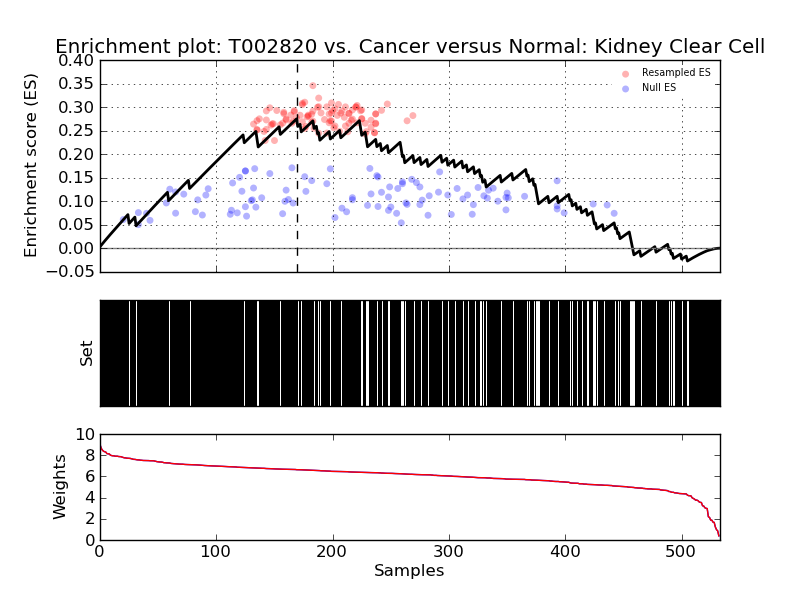 Enrichment plot: T002820 vs. Cancer versus Normal: Kidney Clear Cell
Enrichment score (ES)
0.40
0.35
0.30
0.25
0.20
0.15
0.10
0.05
0.00
−0.05
Resampled ES
Null ES
Set
Weights
10
8
6
4
2
0
0 100 200 300 400 500
Samples